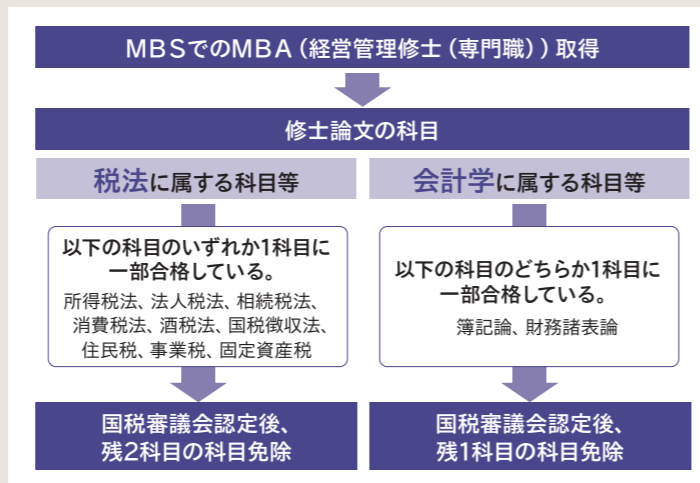 MBSでのMBA(経営管理修士(専門職))取得
修士論文の科目
税法に属する科目等
以下の科目のいずれか1科目に
一部合格している。
所得税法、法人税法、相続税法、
消費税法、酒税法、国税徴収法、
住民税、事業税、固定資産税
国税審議会認定後、
残2科目の科目免除
会計学に属する科目等
以下の科目のどちらか1科目に
一部合格している。
簿記論、財務諸表論
国税審議会認定後、
残1科目の科目免除